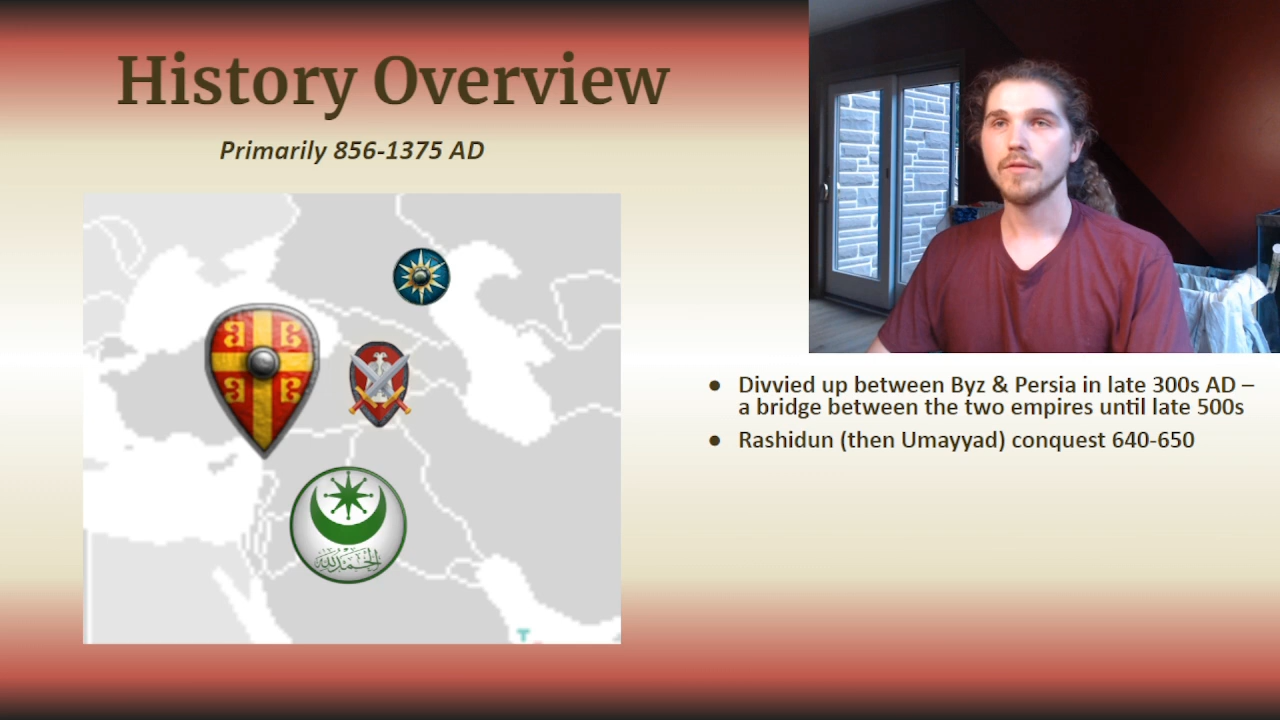 History Overview
Primarily 856-1375 AD
الحمدلله
T
● Divvied up between Byz & Persia in late 300s AD –
a bridge between the two empires until late 500s
● Rashidun (then Umayyad) conquest 640-650